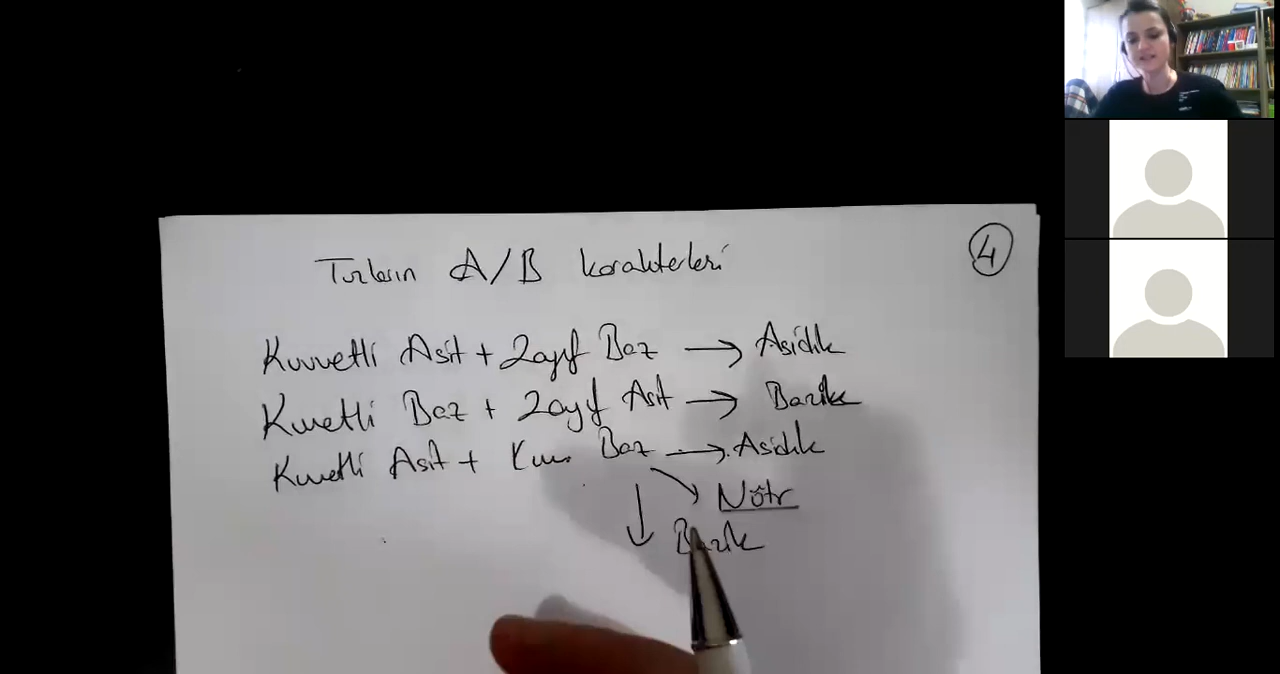 Tuzların A/B karakterleri
4
Kuvvetli Asit + Zayıf Baz → Asidik
Kuvvetli Baz + Zayıf Asit → Bazik
Kuvetli Asit + Kuv. Baz → Asidik
Nötr
Bazik